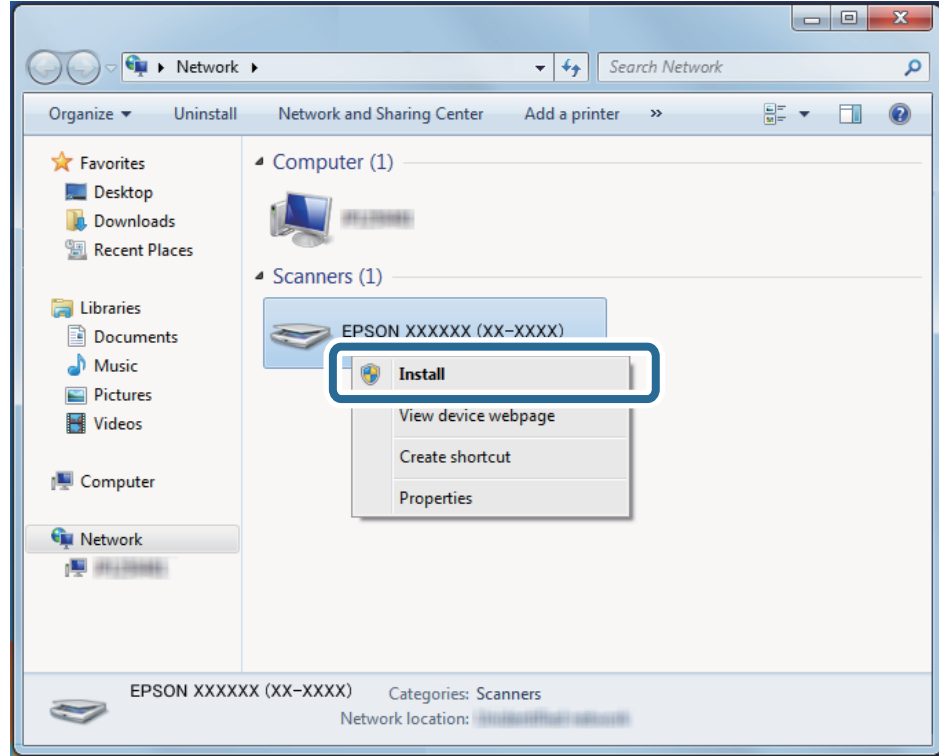 Network
Search Network
Organize
Uninstall
Network and Sharing Center
Add a printer
»
Favorites
Desktop
Downloads
Recent Places
Libraries
Documents
Music
Pictures
Videos
Computer
Network
Computer (1)
Scanners (1)
EPSON XXXXXX (XX-XXXX)
Install
View device webpage
Create shortcut
Properties
EPSON XXXXXX (XX-XXXX) Categories: Scanners
Network location: